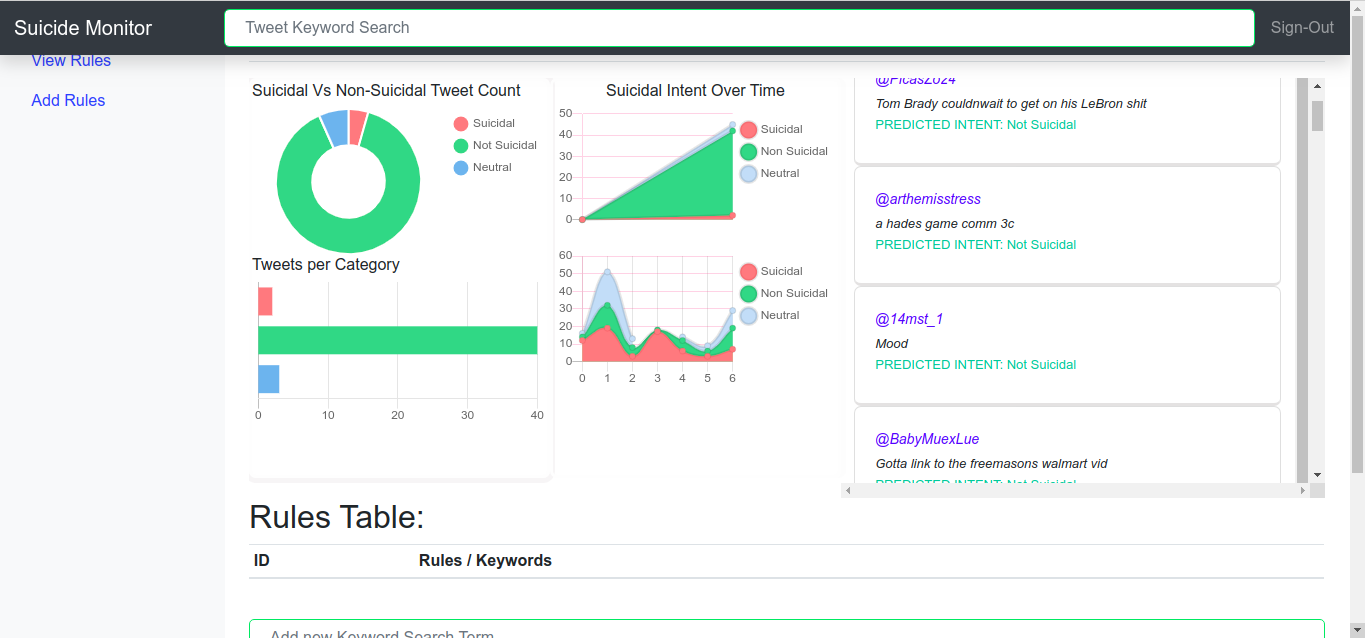 Suicide Monitor
Tweet Keyword Search
Sign-Out
View Rules
Add Rules
Suicidal Vs Non-Suicidal Tweet Count
Suicidal
Not Suicidal
Neutral
Tweets per Category
0 10 20 30 40
Suicidal Intent Over Time
50
40
30
20
10
0
Suicidal
Non Suicidal
Neutral
60
50
40
30
20
10
0
0 1 2 3 4 5 6
Suicidal
Non Suicidal
Neutral
@PicasZo24
Tom Brady couldnwait to get on his LeBron shit
PREDICTED INTENT: Not Suicidal
@arthemisstress
a hades game comm 3c
PREDICTED INTENT: Not Suicidal
@14mst_1
Mood
PREDICTED INTENT: Not Suicidal
@BabyMuexLue
Gotta link to the freemasons walmart vid
PREDICTED INTENT: Not Suicidal
Rules Table:
ID Rules / Keywords
Add new Keyword Search Term